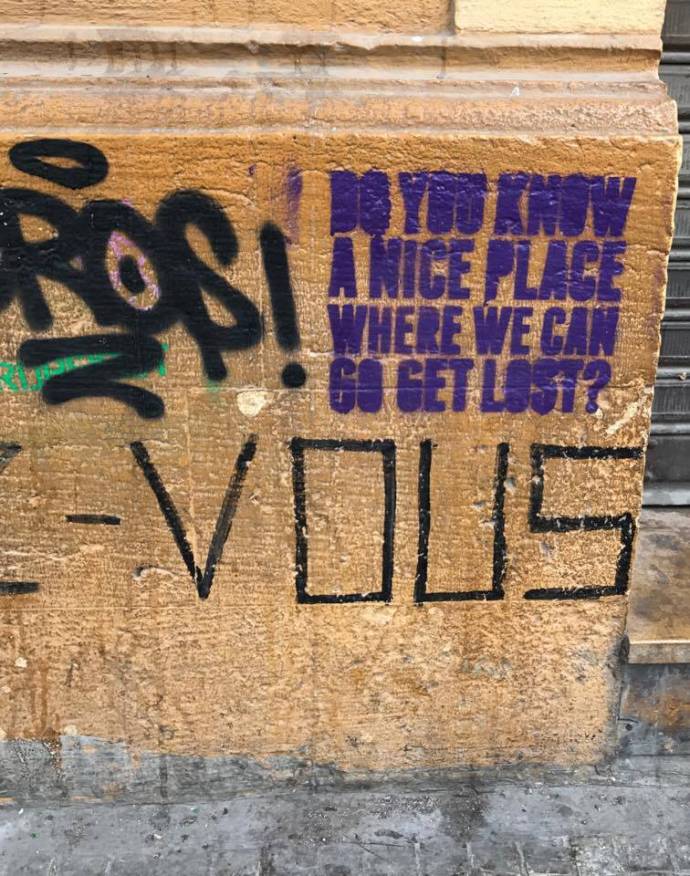 DO YOU KNOW
A NICE PLACE
WHERE WE CAN
GO GET LOST?
-VOUS